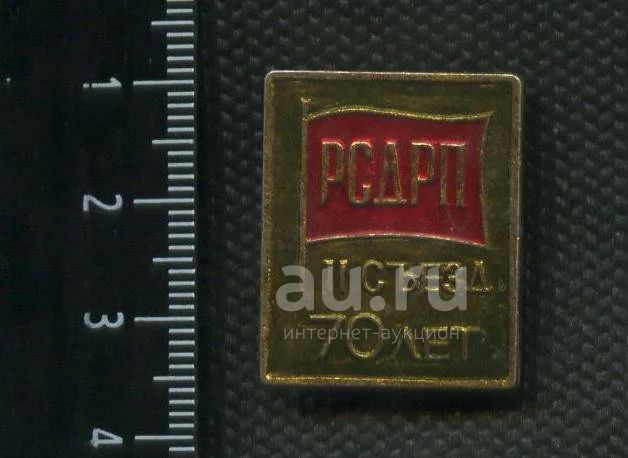 1
2
3
4
РСДРП
II СЪЕЗД
70 ЛЕТ
au.ru
интернет-аукцион